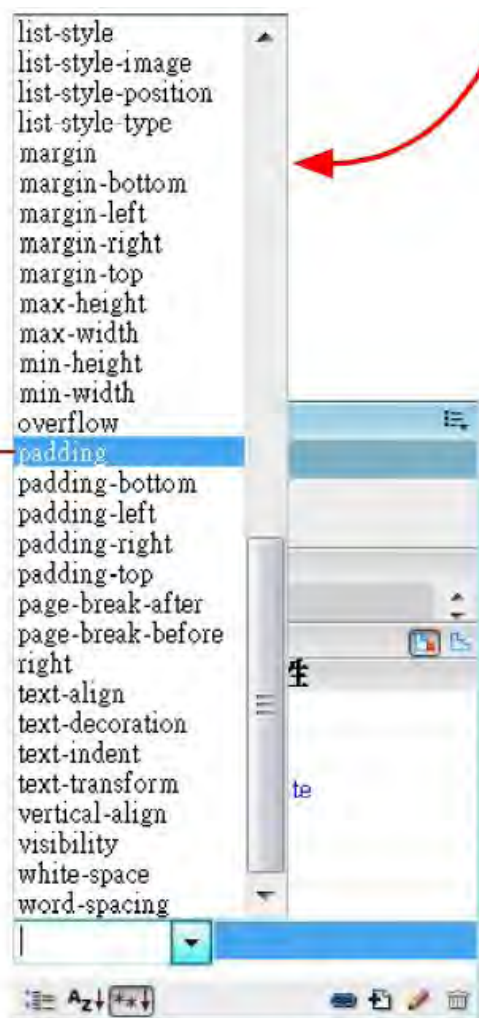 list-style
list-style-image
list-style-position
list-style-type
margin
margin-bottom
margin-left
margin-right
margin-top
max-height
max-width
min-height
min-width
overflow
padding
padding-bottom
padding-left
padding-right
padding-top
page-break-after
page-break-before
right
生
text-align
text-decoration
text-indent
text-transform
te
vertical-align
visibility
white-space
word-spacing
AZ
**